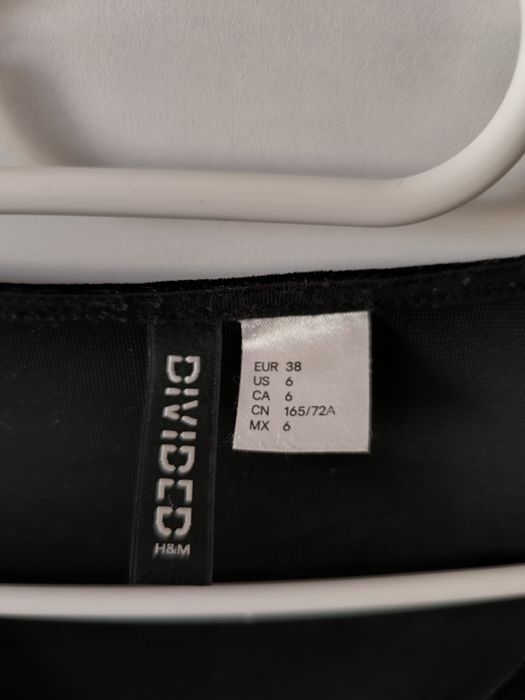 DIVIDED
H&M
EUR 38
US 6
CA 6
CN 165/72A
MX 6